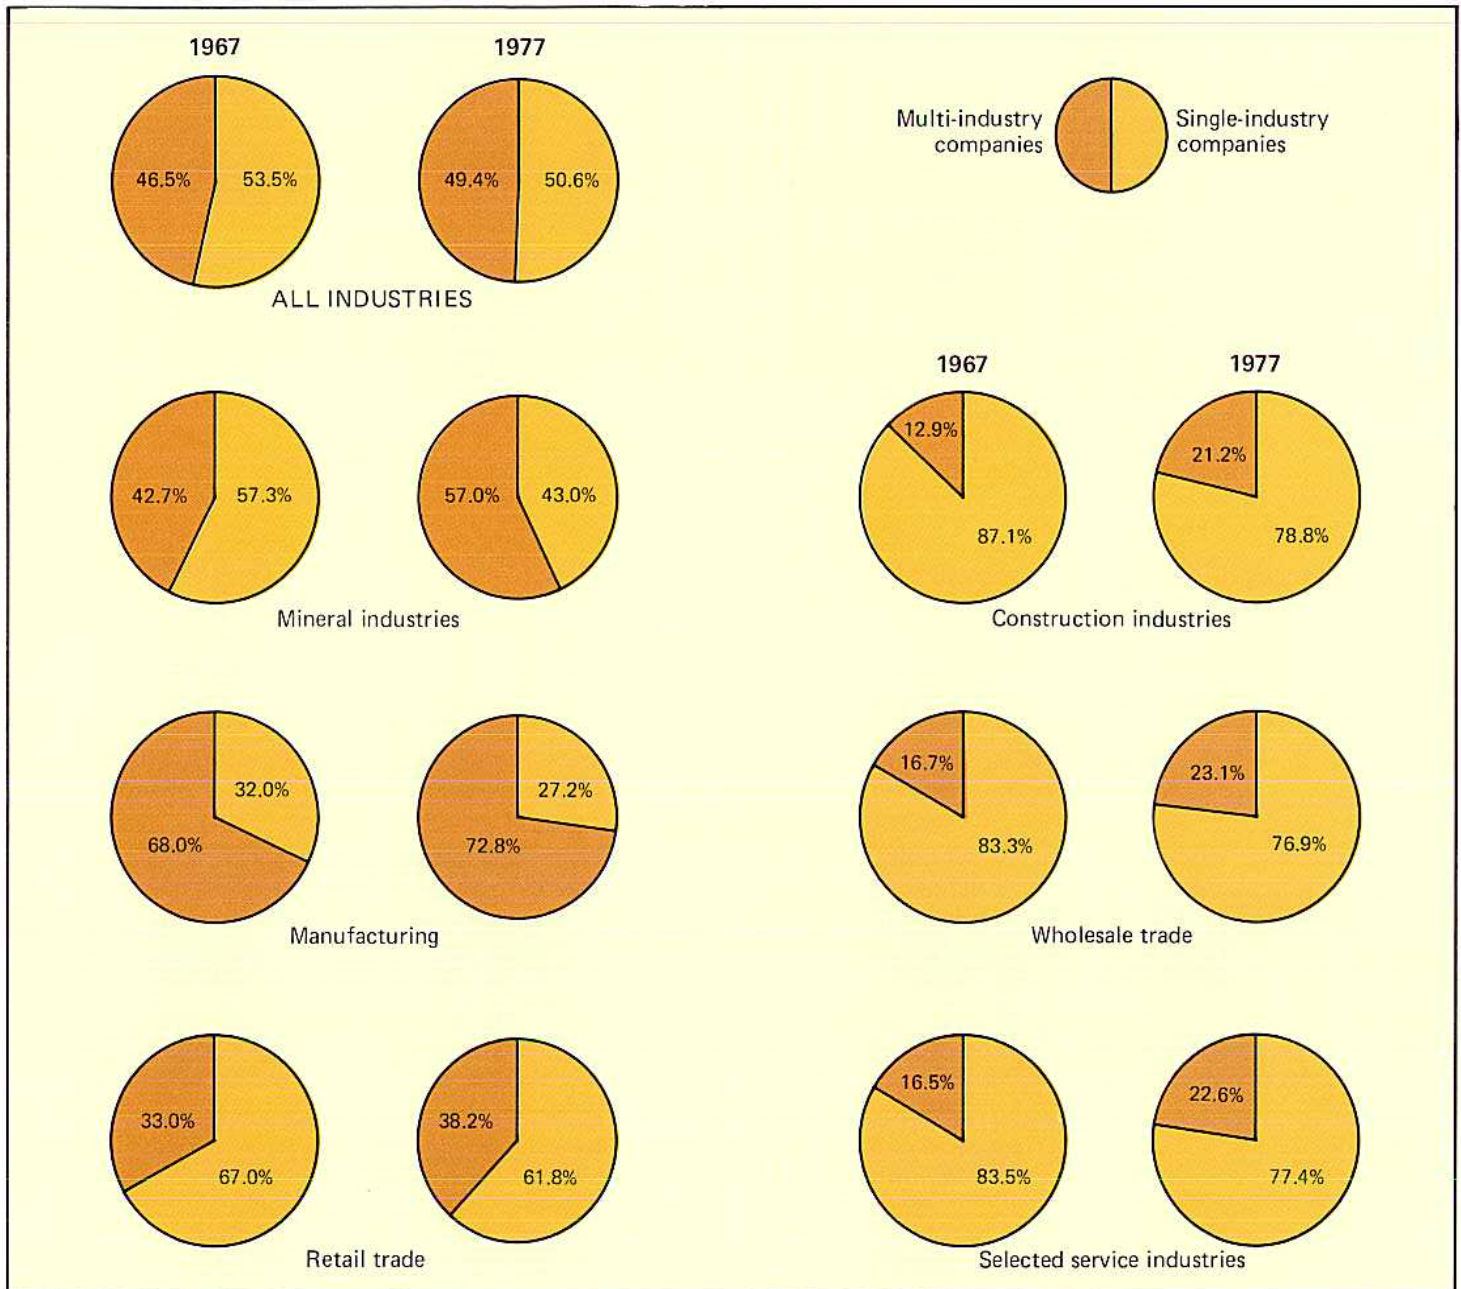 1967 1977
Multi-industry companies
Single-industry companies
46.5% 53.5% 49.4% 50.6%
ALL INDUSTRIES
1967 1977
42.7% 57.3% 57.0% 43.0%
Mineral industries
12.9% 87.1% 21.2% 78.8%
Construction industries
32.0% 68.0% 27.2% 72.8%
Manufacturing
16.7% 83.3% 23.1% 76.9%
Wholesale trade
33.0% 67.0% 38.2% 61.8%
Retail trade
16.5% 83.5% 22.6% 77.4%
Selected service industries